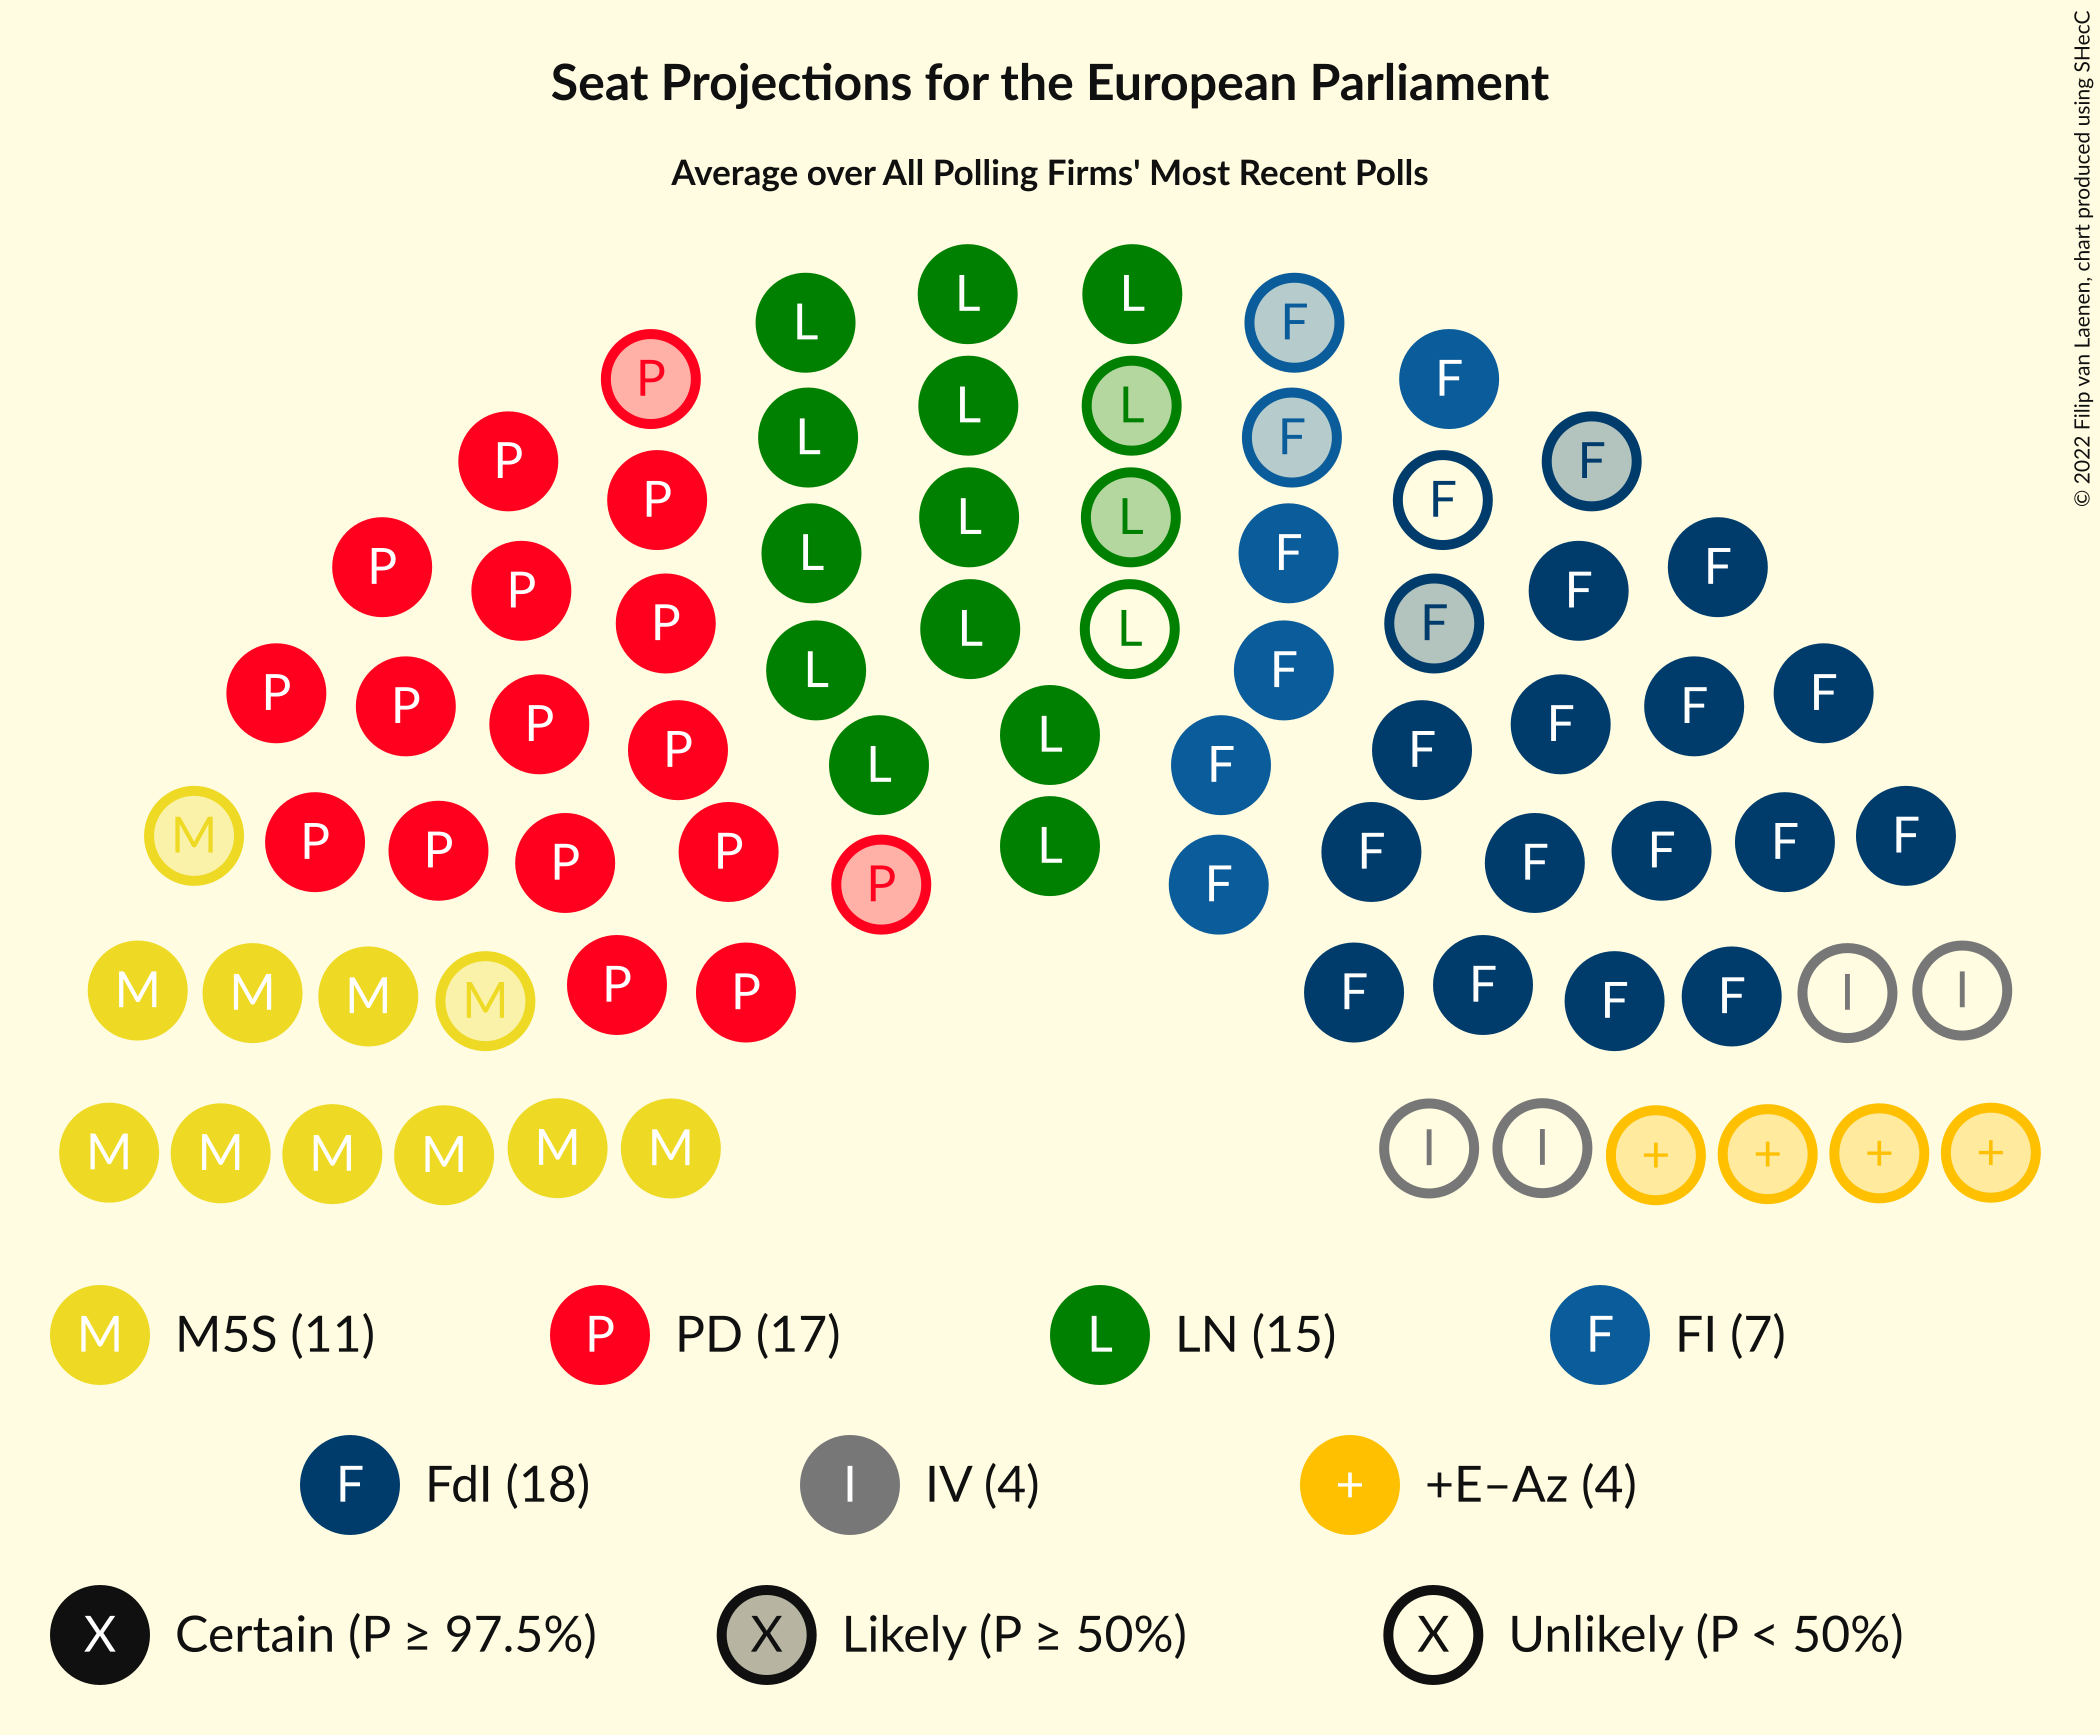 Seat Projections for the European Parliament
Average over All Polling Firms' Most Recent Polls
© 2022 Filip van Laenen, chart produced using SHecC
L L
L F
P F
L L
P L F F
L L
P P F F
L F
P P F F
L L
P P F F
L F
P P F F
L
P P F F
L F
M M
P P F F
L
P P F F
P P F F
P F
P P F F
M M M M P P F F F F I I
M M M M M M I I + + + +
M M5S (11) P PD (17) L LN (15) F FI (7)
F FdI (18) I IV (4) + +E–Az (4)
X Certain (P ≥ 97.5%) X Likely (P ≥ 50%) X Unlikely (P < 50%)